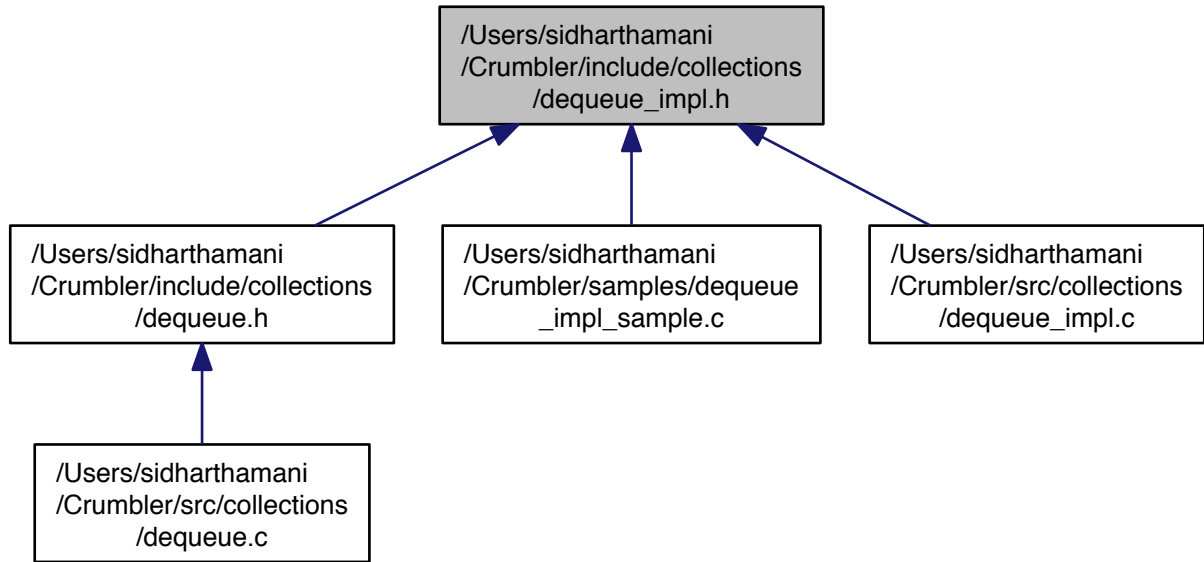 /Users/sidharthamani
/Crumbler/include/collections
/dequeue_impl.h
/Users/sidharthamani
/Crumbler/include/collections
/dequeue.h
/Users/sidharthamani
/Crumbler/samples/dequeue
_impl_sample.c
/Users/sidharthamani
/Crumbler/src/collections
/dequeue_impl.c
/Users/sidharthamani
/Crumbler/src/collections
/dequeue.c